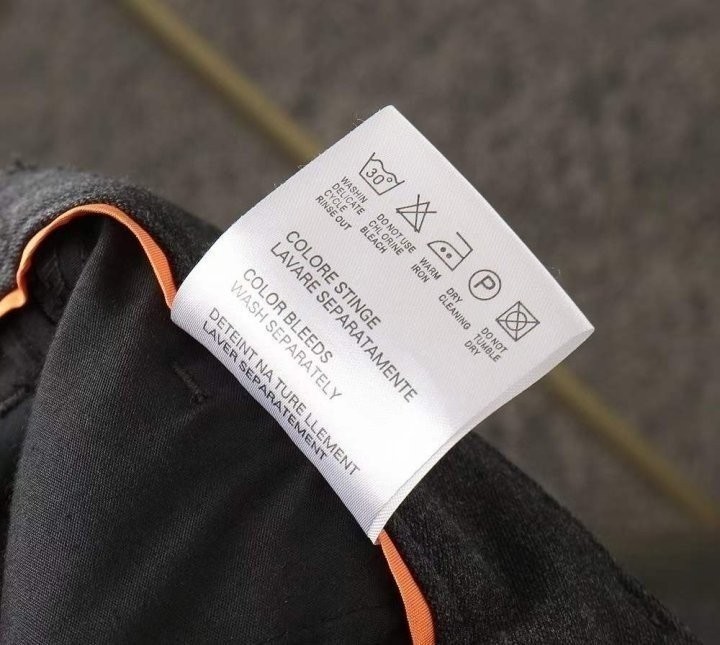 30°
WASHIN
DELICATE
CYCLE
RINSE OUT
DO NOT USE
CHLORINE
BLEACH
WARM
IRON
P
DRY
CLEANING
DO NOT
TUMBLE
DRY
COLORE STINGE
LAVARE SEPARATAMENTE
COLOR BLEEDS
WASH SEPARATELY
DETEINT NA TURE LLEMENT
LAVER SEPARATEMENT